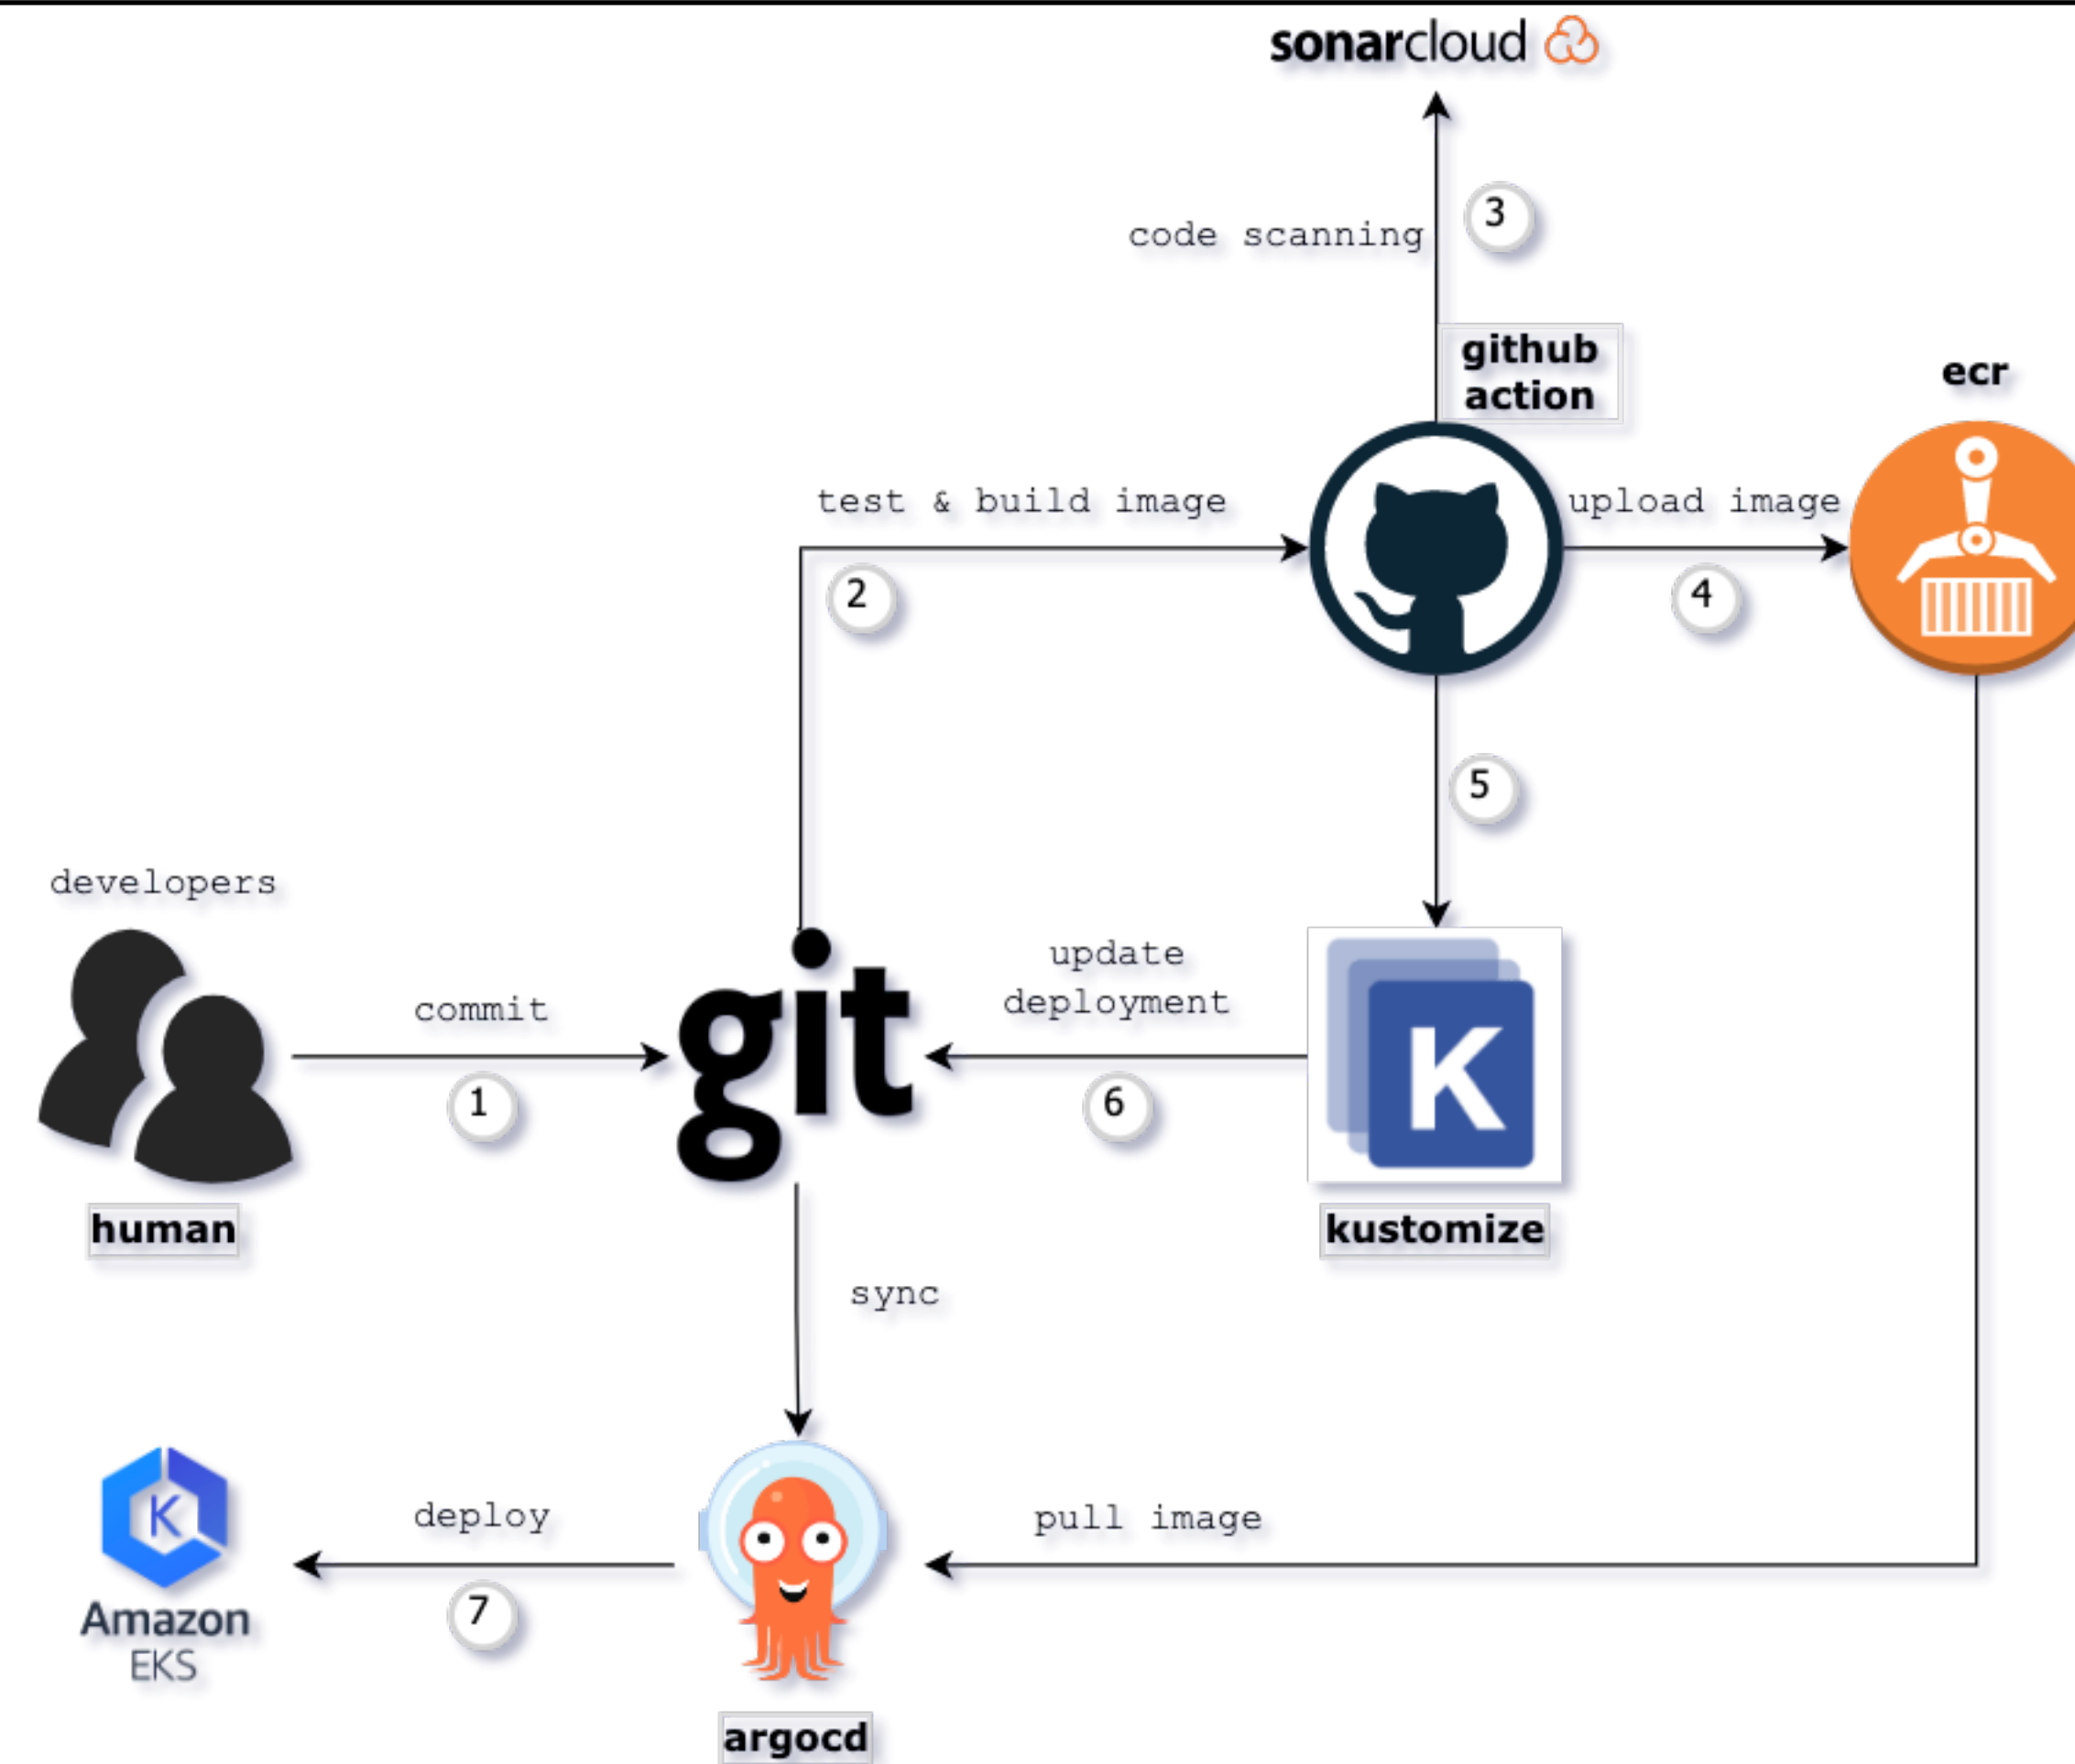 sonarcloud
3
code scanning
github
action
ecr
test & build image
upload image
2
4
5
developers
update
deployment
commit
git
K
1
6
human
kustomize
sync
K
deploy
pull image
7
Amazon
EKS
argocd